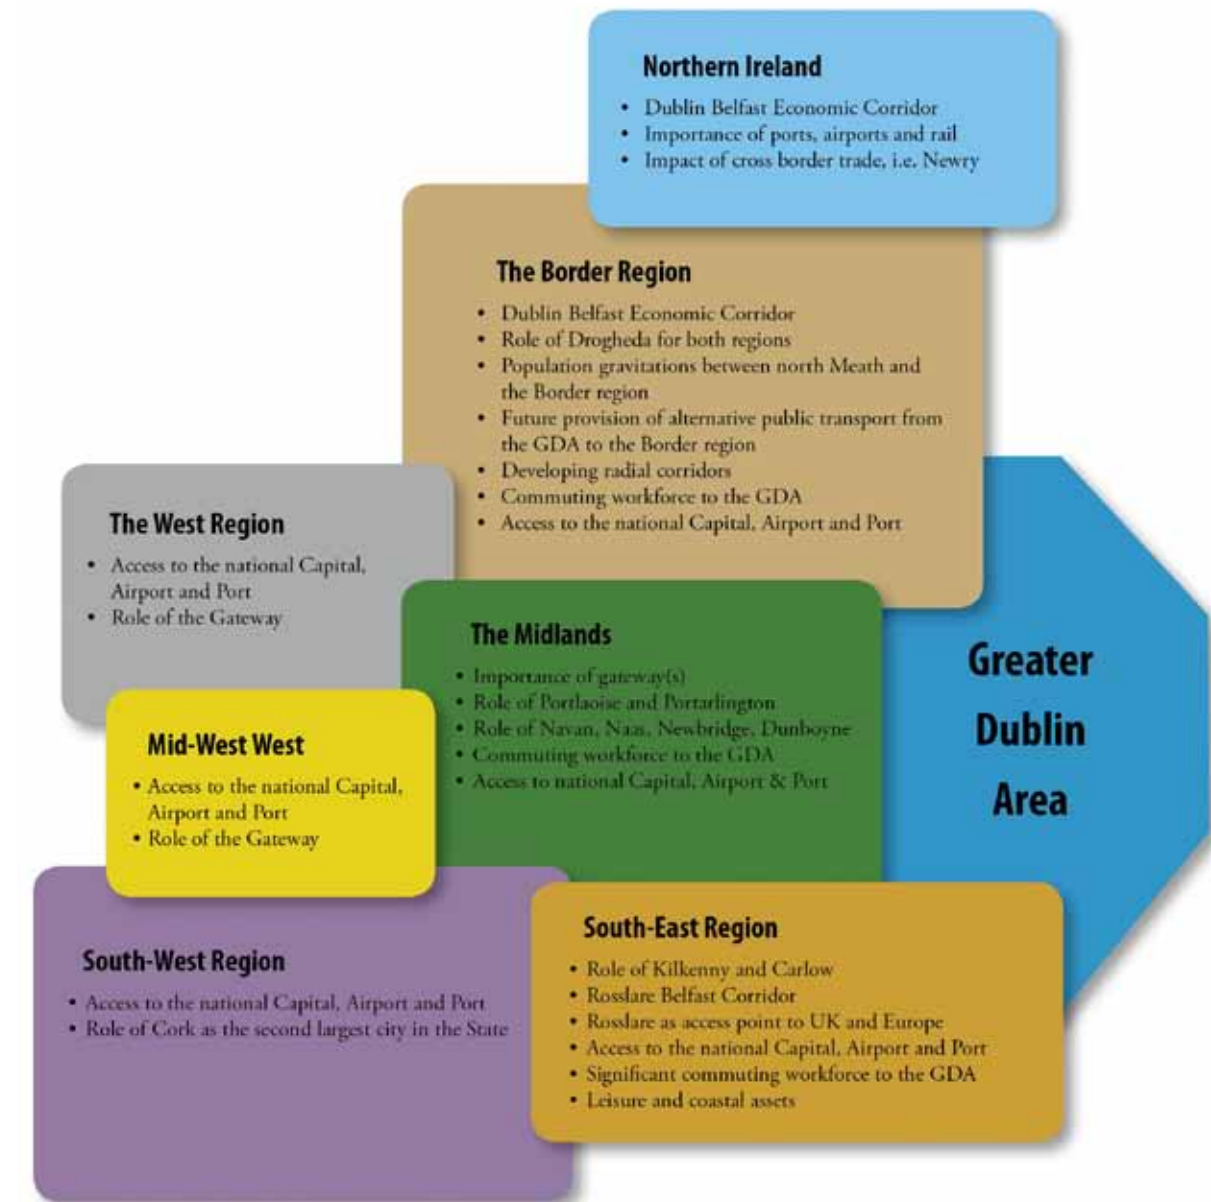 Northern Ireland
• Dublin Belfast Economic Corridor
• Importance of ports, airports and rail
• Impact of cross border trade, i.e. Newry
The Border Region
• Dublin Belfast Economic Corridor
• Role of Drogheda for both regions
• Population gravitations between north Meath and
the Border region
• Future provision of alternative public transport from
the GDA to the Border region
• Developing radial corridors
• Commuting workforce to the GDA
• Access to the national Capital, Airport and Port
The West Region
• Access to the national Capital,
Airport and Port
• Role of the Gateway
The Midlands
• Importance of gateway(s)
• Role of Portlaoise and Portarlington
• Role of Navan, Naas, Newbridge, Dunboyne
• Commuting workforce to the GDA
• Access to national Capital, Airport & Port
Greater
Dublin
Area
Mid-West West
• Access to the national Capital,
Airport and Port
• Role of the Gateway
South-West Region
• Access to the national Capital, Airport and Port
• Role of Cork as the second largest city in the State
South-East Region
• Role of Kilkenny and Carlow
• Rosslare Belfast Corridor
• Rosslare as access point to UK and Europe
• Access to the national Capital, Airport and Port
• Significant commuting workforce to the GDA
• Leisure and coastal assets